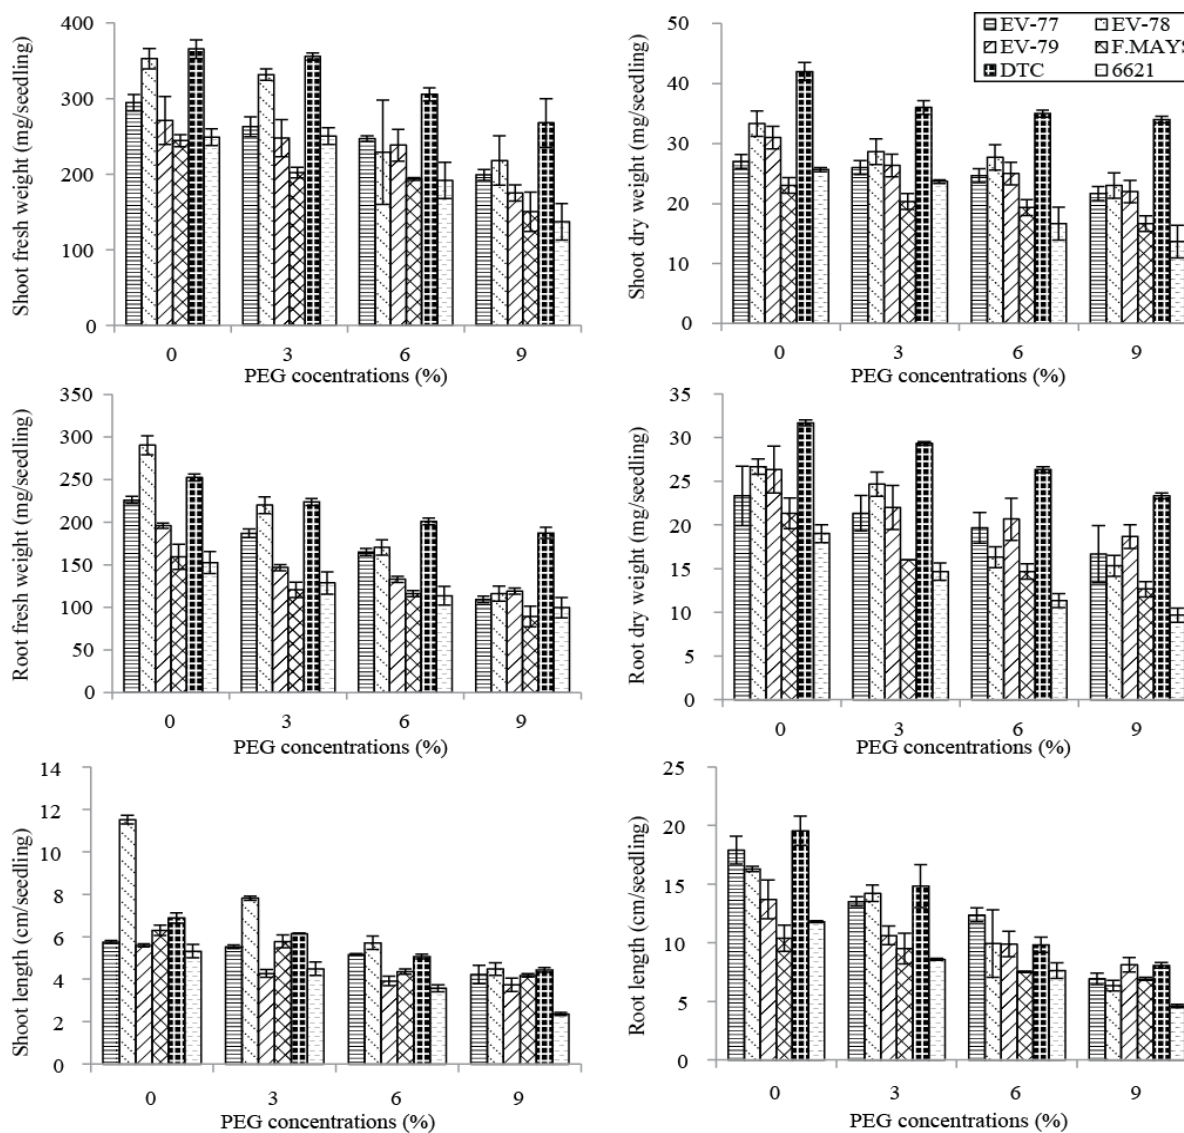 Shoot fresh weight (mg/seedling)
400
300
200
100
0
0 3 6 9
PEG cocentrations (%)
Shoot dry weight (mg/seedling)
50
40
30
20
10
0
0 3 6 9
PEG concentrations (%)
EV-77 EV-78
EV-79 F.MAYS
DTC 6621
Root fresh weight (mg/seedling)
350
300
250
200
150
100
50
0
0 3 6 9
PEG concentrations (%)
Root dry weight (mg/seedling)
35
30
25
20
15
10
5
0
0 3 6 9
PEG concentrations (%)
Shoot length (cm/seedling)
14
12
10
8
6
4
2
0
0 3 6 9
PEG concentrations (%)
Root length (cm/seedling)
25
20
15
10
5
0
0 3 6 9
PEG concentrations (%)